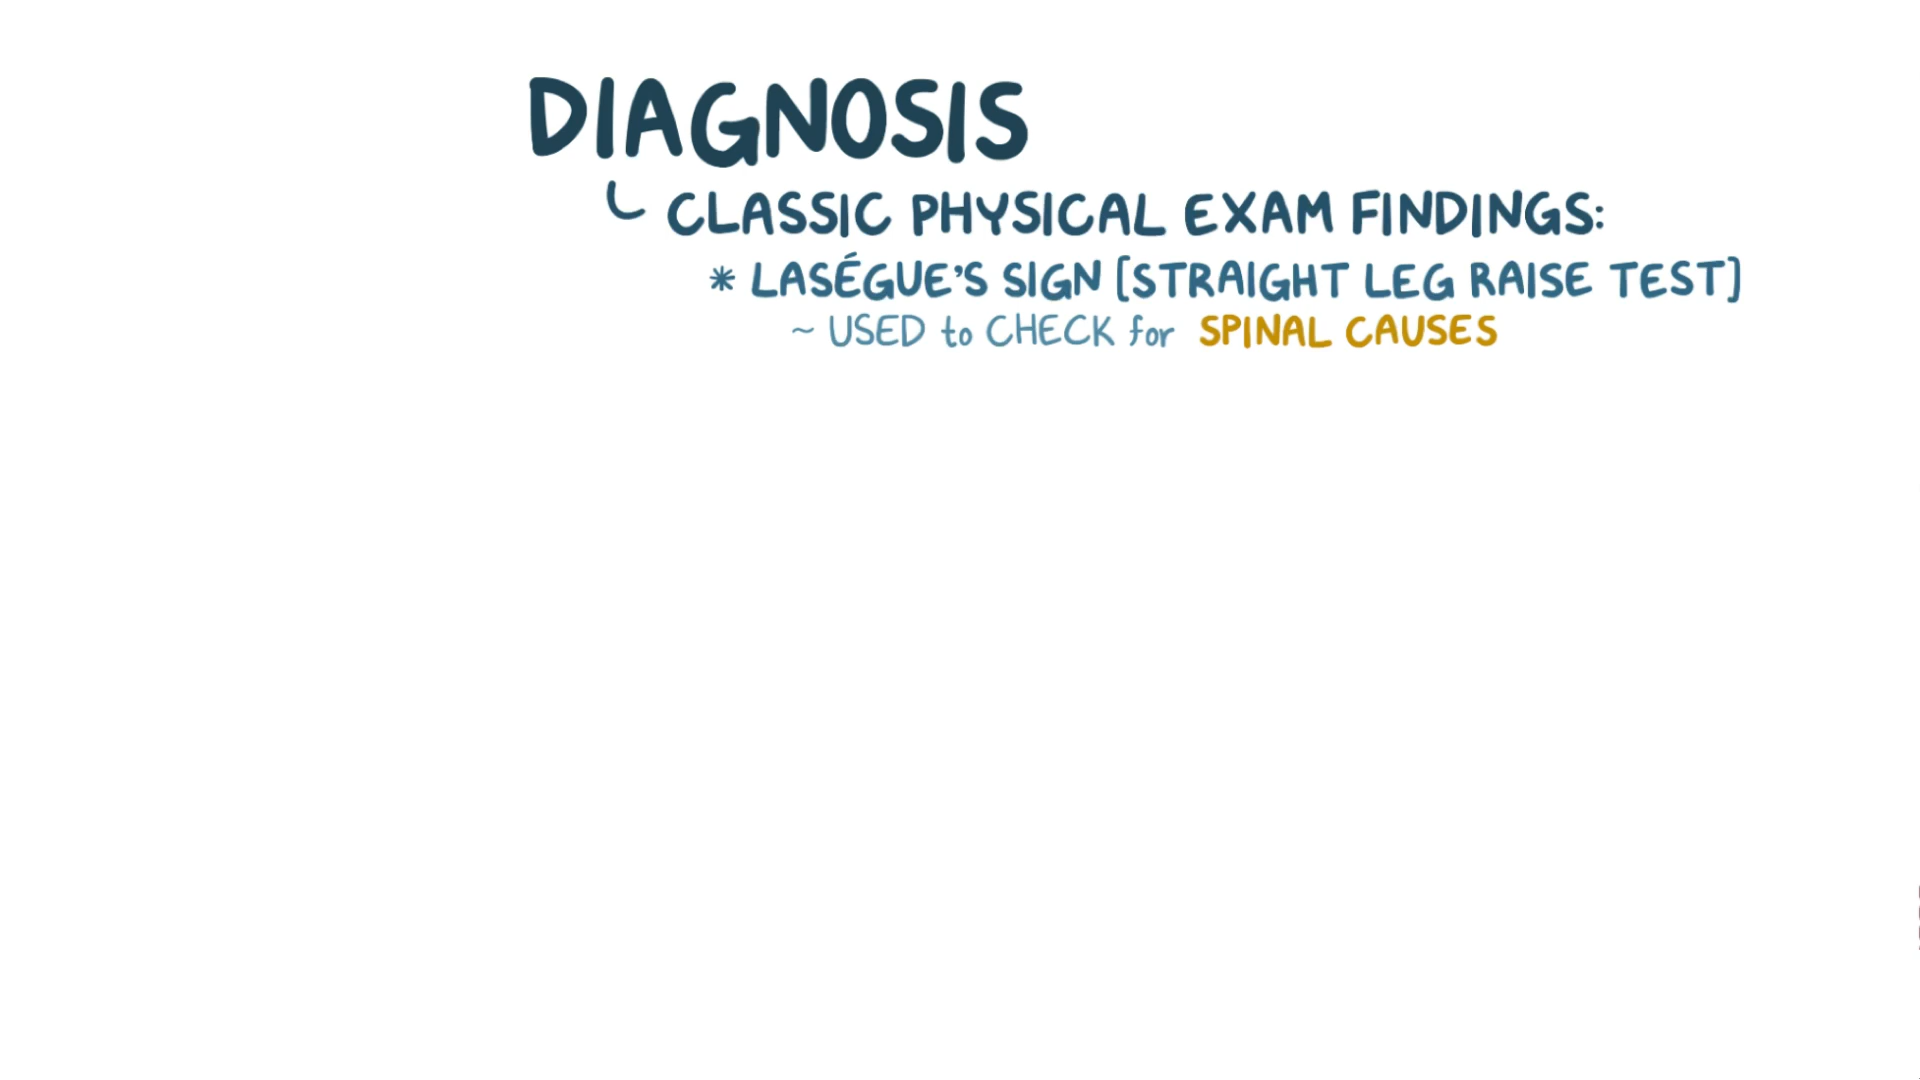 DIAGNOSIS
CLASSIC PHYSICAL EXAM FINDINGS:
* LASÉGUE'S SIGN [STRAIGHT LEG RAISE TEST]
~ USED to CHECK for SPINAL CAUSES